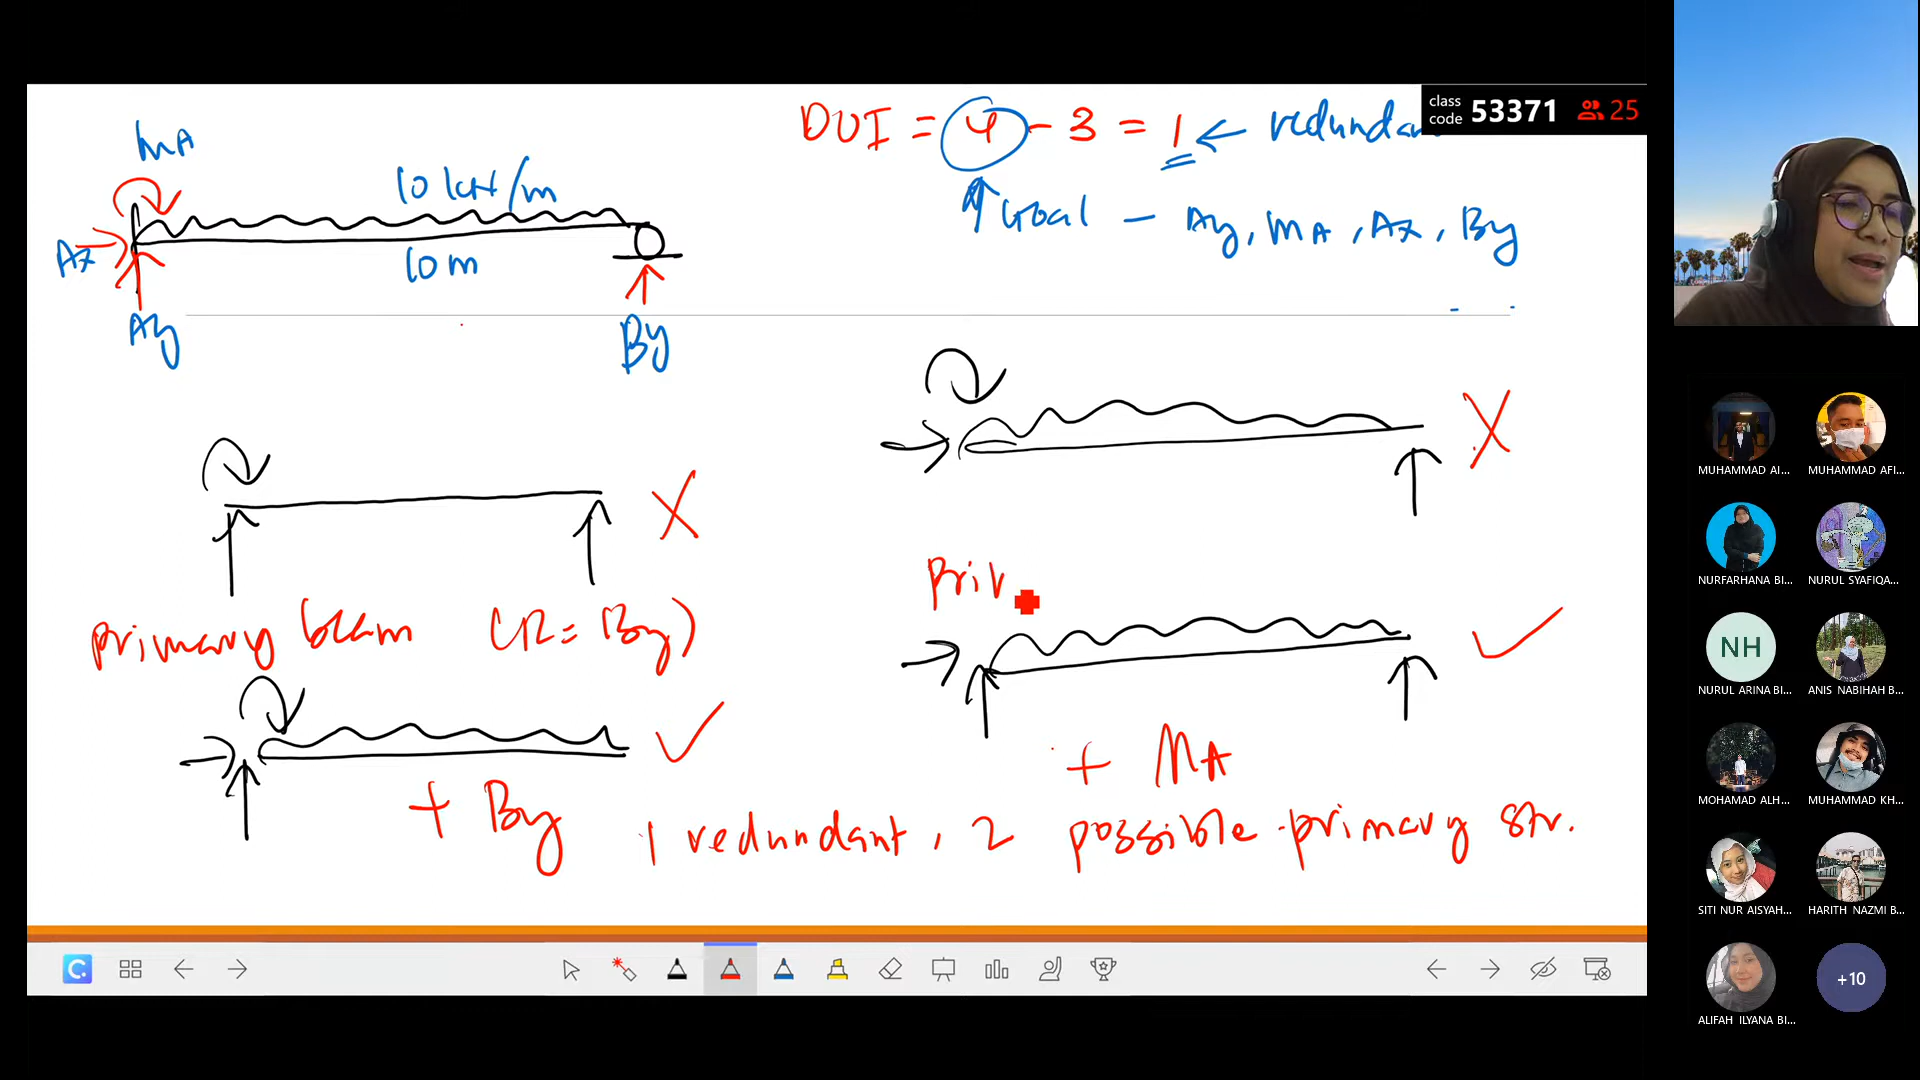 MA
10 kN/m
Ax
10 m
Ay
By
DOI = 4 - 3 = 1 ← redundan
Goal - Ay, MA, Ax, By
class code 53371 25
X
X
primary beam (R = By)
Pri
+ By
+ MA
1 redundant, 2 possible primary str.
MUHAMMAD AI...
MUHAMMAD AFI...
NURFARHANA BI...
NURUL SYAFIQA...
NH
NURUL ARINA BI...
ANIS NABIHAH B...
MOHAMAD ALH...
MUHAMMAD KH...
SITI NUR AISYAH...
HARITH NAZMI B...
ALIFAH ILYANA BI...
+10